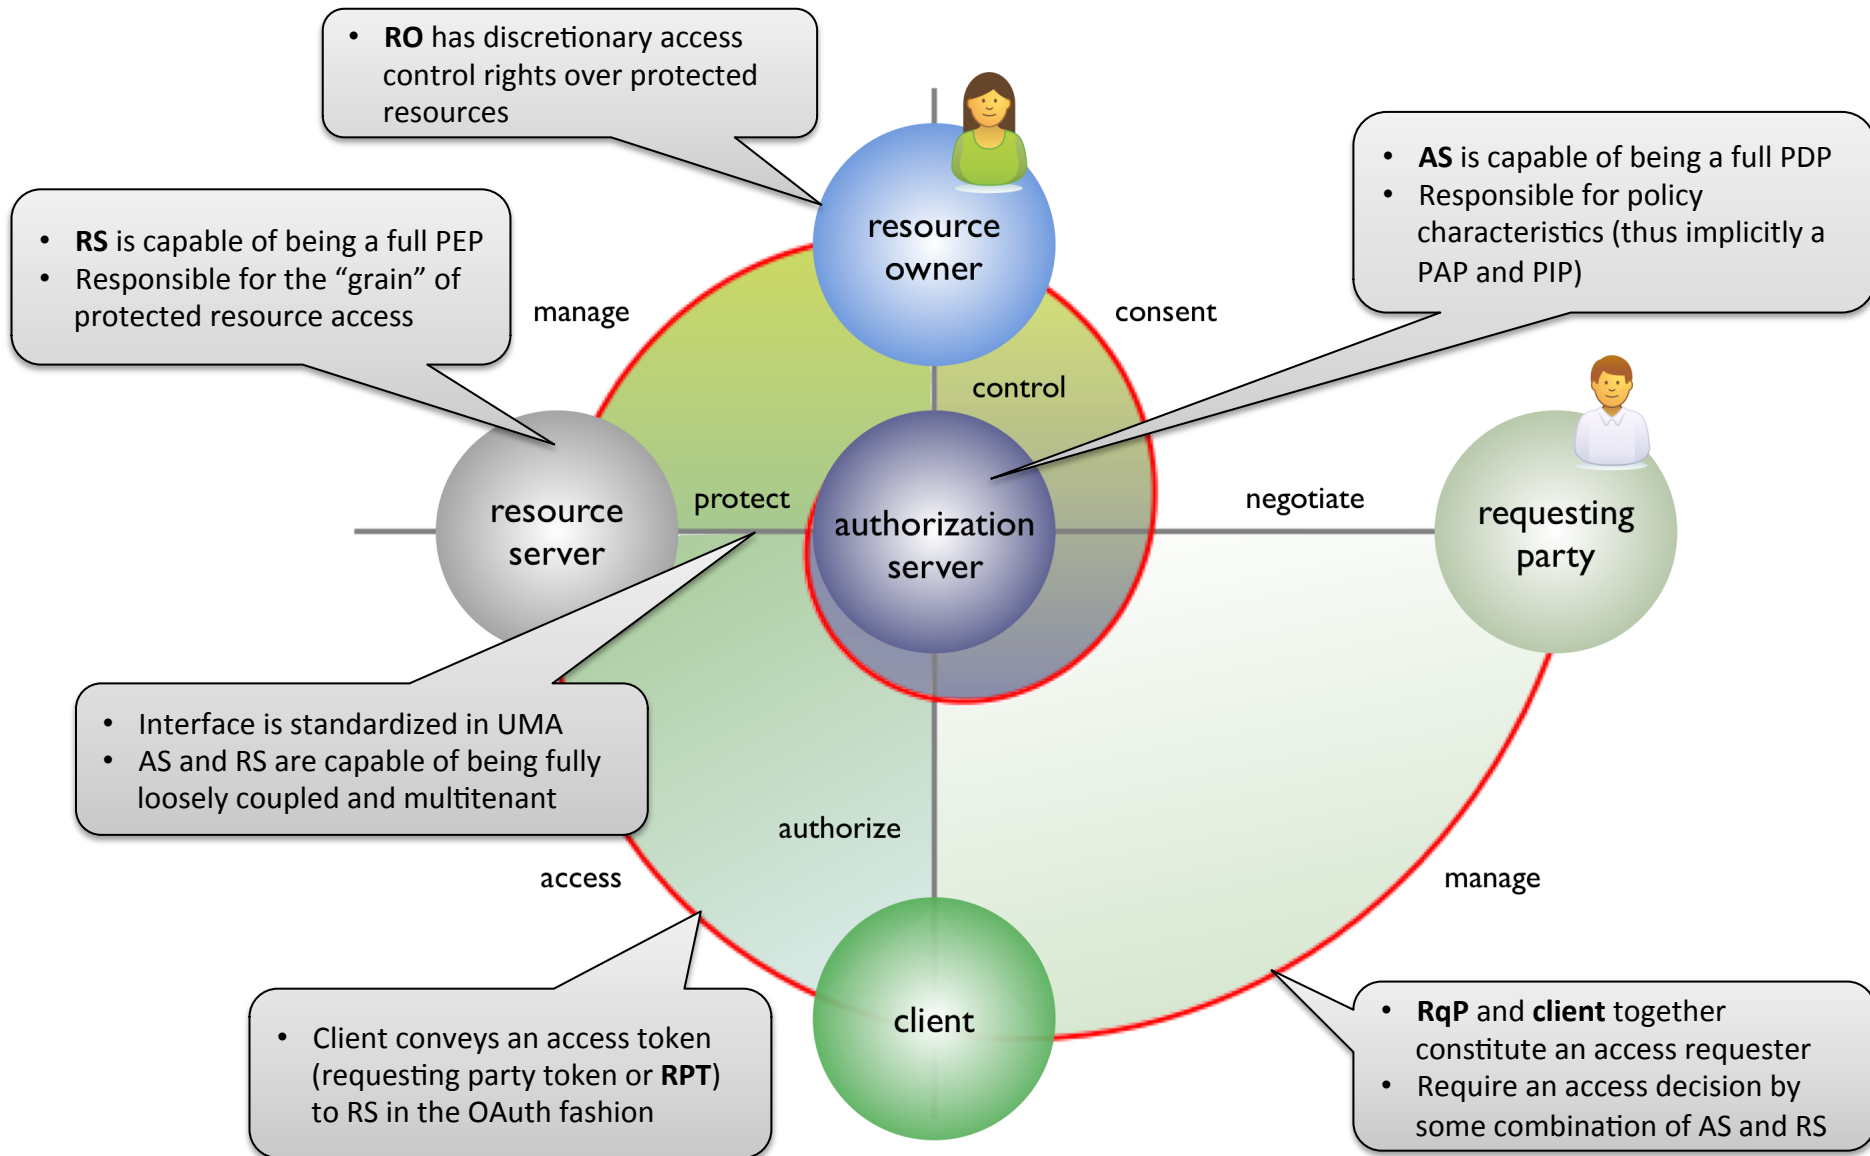 • RO has discretionary access
control rights over protected
resources
• AS is capable of being a full PDP
• Responsible for policy
characteristics (thus implicitly a
PAP and PIP)
• RS is capable of being a full PEP
• Responsible for the “grain” of
protected resource access
resource
owner
manage
consent
control
resource
server
protect
authorization
server
negotiate
requesting
party
• Interface is standardized in UMA
• AS and RS are capable of being fully
loosely coupled and multitenant
authorize
access
manage
client
• Client conveys an access token
(requesting party token or RPT)
to RS in the OAuth fashion
• RqP and client together
constitute an access requester
• Require an access decision by
some combination of AS and RS